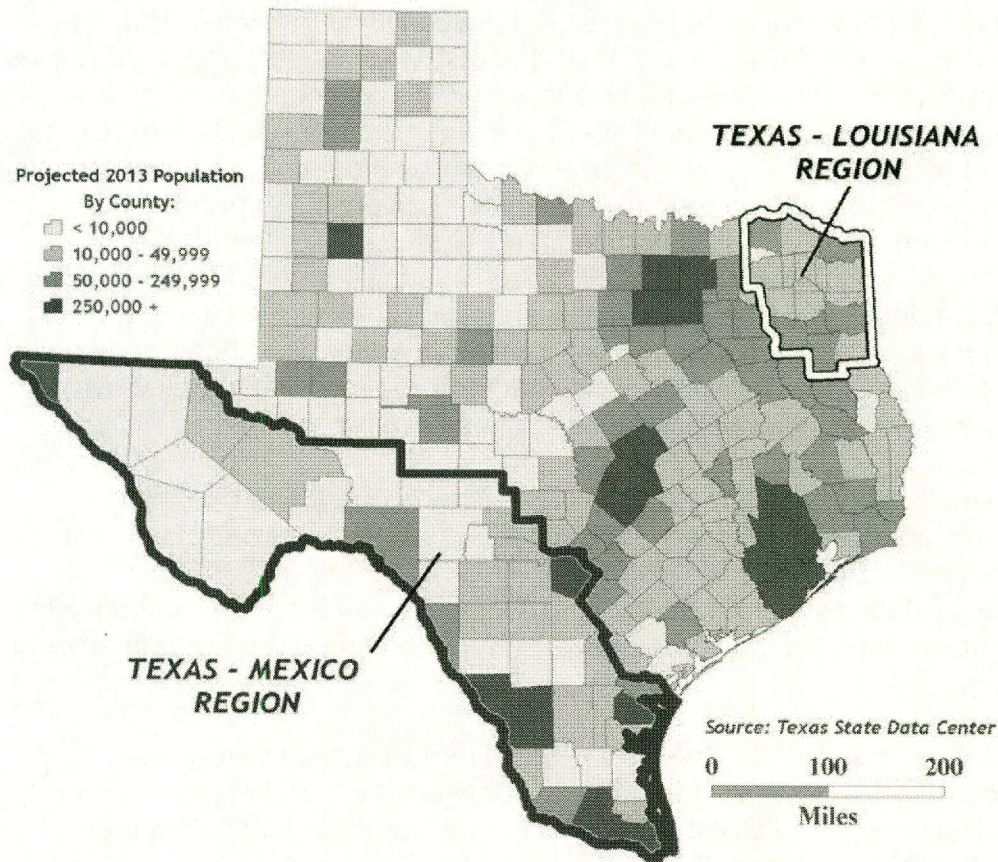 TEXAS - LOUISIANA
REGION
Projected 2013 Population
By County:
< 10,000
10,000 - 49,999
50,000 - 249,999
250,000 +
TEXAS - MEXICO
REGION
Source: Texas State Data Center
0 100 200
Miles